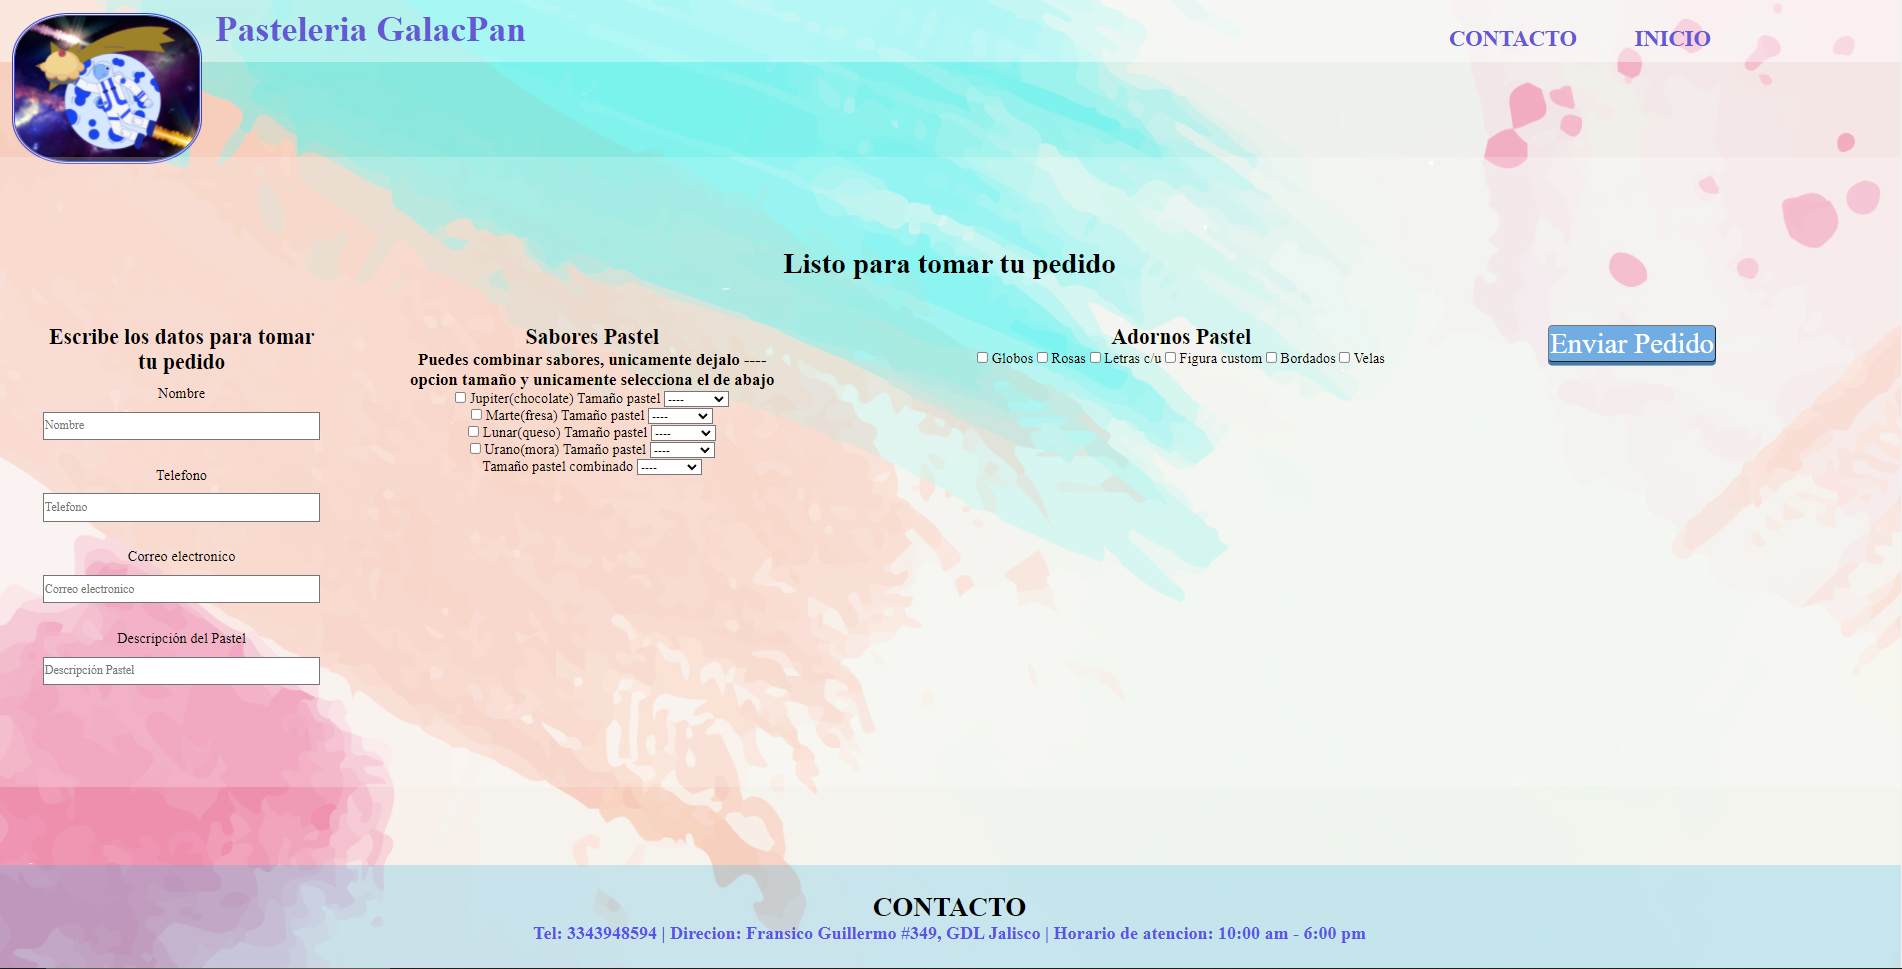 Pasteleria GalacPan
CONTACTO
INICIO
Listo para tomar tu pedido
Escribe los datos para tomar
tu pedido
Nombre
Nombre
Telefono
Telefono
Correo electronico
Correo electronico
Descripción del Pastel
Descripción Pastel
Sabores Pastel
Puedes combinar sabores, unicamente dejalo ----
opcion tamaño y unicamente selecciona el de abajo
Jupiter(chocolate) Tamaño pastel ----
Marte(fresa) Tamaño pastel ----
Lunar(queso) Tamaño pastel ----
Urano(mora) Tamaño pastel ----
Tamaño pastel combinado ----
Adornos Pastel
Globos Rosas Letras c/u Figura custom Bordados Velas
Enviar Pedido
CONTACTO
Tel: 3343948594 | Direcion: Fransico Guillermo #349, GDL Jalisco | Horario de atencion: 10:00 am - 6:00 pm